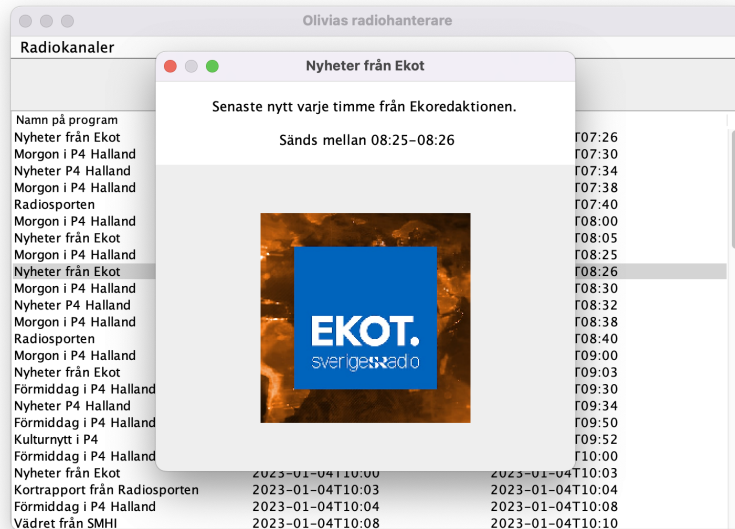 Olivias radiohanterare
Radiokanaler
Nyheter från Ekot
Senaste nytt varje timme från Ekoredaktionen.
Sänds mellan 08:25–08:26
EKOT.
sverigesradio
Namn på program
Nyheter från Ekot T07:26
Morgon i P4 Halland T07:30
Nyheter P4 Halland T07:34
Morgon i P4 Halland T07:38
Radiosporten T07:40
Morgon i P4 Halland T08:00
Nyheter från Ekot T08:05
Morgon i P4 Halland T08:25
Nyheter från Ekot T08:26
Morgon i P4 Halland T08:30
Nyheter P4 Halland T08:32
Morgon i P4 Halland T08:38
Radiosporten T08:40
Morgon i P4 Halland T09:00
Nyheter från Ekot T09:03
Förmiddag i P4 Halland T09:30
Nyheter P4 Halland T09:34
Förmiddag i P4 Halland T09:50
Kulturnytt i P4 T09:52
Förmiddag i P4 Halland T10:00
Nyheter från Ekot 2023-01-04T10:00 2023-01-04T10:03
Kortrapport från Radiosporten 2023-01-04T10:03 2023-01-04T10:04
Förmiddag i P4 Halland 2023-01-04T10:04 2023-01-04T10:08
Vädret från SMHI 2023-01-04T10:08 2023-01-04T10:10